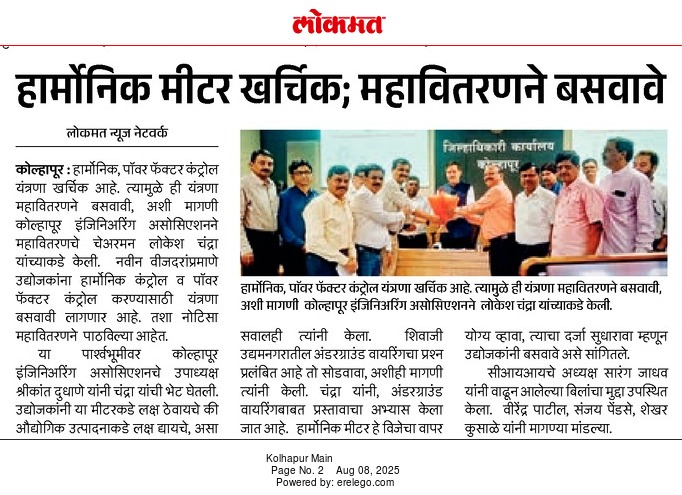 लोकमत
हार्मोनिक मीटर खर्चिक; महावितरणने बसवावे
लोकमत न्यूज नेटवर्क
कोल्हापूर : हार्मोनिक, पॉवर फॅक्टर कंट्रोल
यंत्रणा खर्चिक आहे. त्यामुळे ही यंत्रणा
महावितरणने बसवावी, अशी मागणी
कोल्हापूर इंजिनिअरिंग असोसिएशनने
महावितरणचे चेअरमन लोकेश चंद्रा
यांच्याकडे केली. नवीन वीजदरांप्रमाणे
उद्योजकांना हार्मोनिक कंट्रोल व पॉवर
फॅक्टर कंट्रोल करण्यासाठी यंत्रणा
बसवावी लागणार आहे. तशा नोटिसा
महावितरणने पाठविल्या आहेत.
या पार्श्वभूमीवर कोल्हापूर
इंजिनिअरिंग असोसिएशनचे उपाध्यक्ष
श्रीकांत दुधाणे यांनी चंद्रा यांची भेट घेतली.
उद्योजकांनी या मीटरकडे लक्ष ठेवायचे की
औद्योगिक उत्पादनाकडे लक्ष द्यायचे, असा
जिल्हाधिकारी कार्यालय
कोल्हापूर
हार्मोनिक, पॉवर फॅक्टर कंट्रोल यंत्रणा खर्चिक आहे. त्यामुळे ही यंत्रणा महावितरणने बसवावी,
अशी मागणी कोल्हापूर इंजिनिअरिंग असोसिएशनने लोकेश चंद्रा यांच्याकडे केली.
सवालही त्यांनी केला. शिवाजी
उद्यमनगरातील अंडरग्राउंड वायरिंगचा प्रश्न
प्रलंबित आहे तो सोडवावा, अशीही मागणी
त्यांनी केली. चंद्रा यांनी, अंडरग्राउंड
वायरिंगबाबत प्रस्तावाचा अभ्यास केला
जात आहे. हार्मोनिक मीटर हे विजेचा वापर
योग्य व्हावा, त्याचा दर्जा सुधारावा म्हणून
उद्योजकांनी बसवावे असे सांगितले.
सीआयआयचे अध्यक्ष सारंग जाधव
यांनी वाढून आलेल्या बिलांचा मुद्दा उपस्थित
केला. वीरेंद्र पाटील, संजय पेंडसे, शेखर
कुसाळे यांनी मागण्या मांडल्या.
Kolhapur Main
Page No. 2 Aug 08, 2025
Powered by: erelego.com